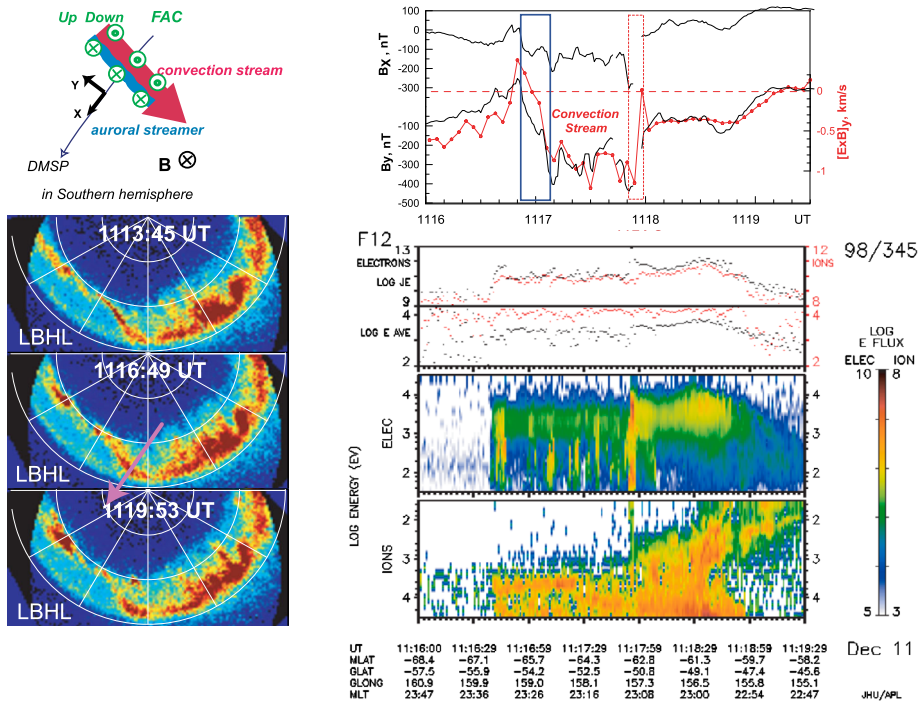 Up Down FAC
convection stream
Y
X
auroral streamer
DMSP
B
in Southern hemisphere
1113:45 UT
LBHL
1116:49 UT
LBHL
1119:53 UT
LBHL
BX , nT
0
-100
-200
-300
By, nT
-100
-200
-300
-400
-500
Convection
Stream
0
-0.5
-1
[ExB]y, km/s
1116 1117 1118 1119 UT
F12
98/345
13 12
ELECTRONS IONS
LOG JE
9 8
4 4
LOG E AVE
2 2
LOG ENERGY (EV)
ELEC
4
3
2
IONS
2
3
4
LOG
E FLUX
ELEC ION
10 8
5 3
UT 11:16:00 11:16:29 11:16:59 11:17:29 11:17:59 11:18:29 11:18:59 11:19:29
MLAT -68.4 -67.1 -65.7 -64.3 -62.8 -61.3 -59.7 -58.2
GLAT -57.5 -55.9 -54.2 -52.5 -50.8 -49.1 -47.4 -45.6
GLONG 160.9 159.9 159.0 158.1 157.3 156.5 155.8 155.1
MLT 23:47 23:36 23:26 23:16 23:08 23:00 22:54 22:47
Dec 11
JHU/APL